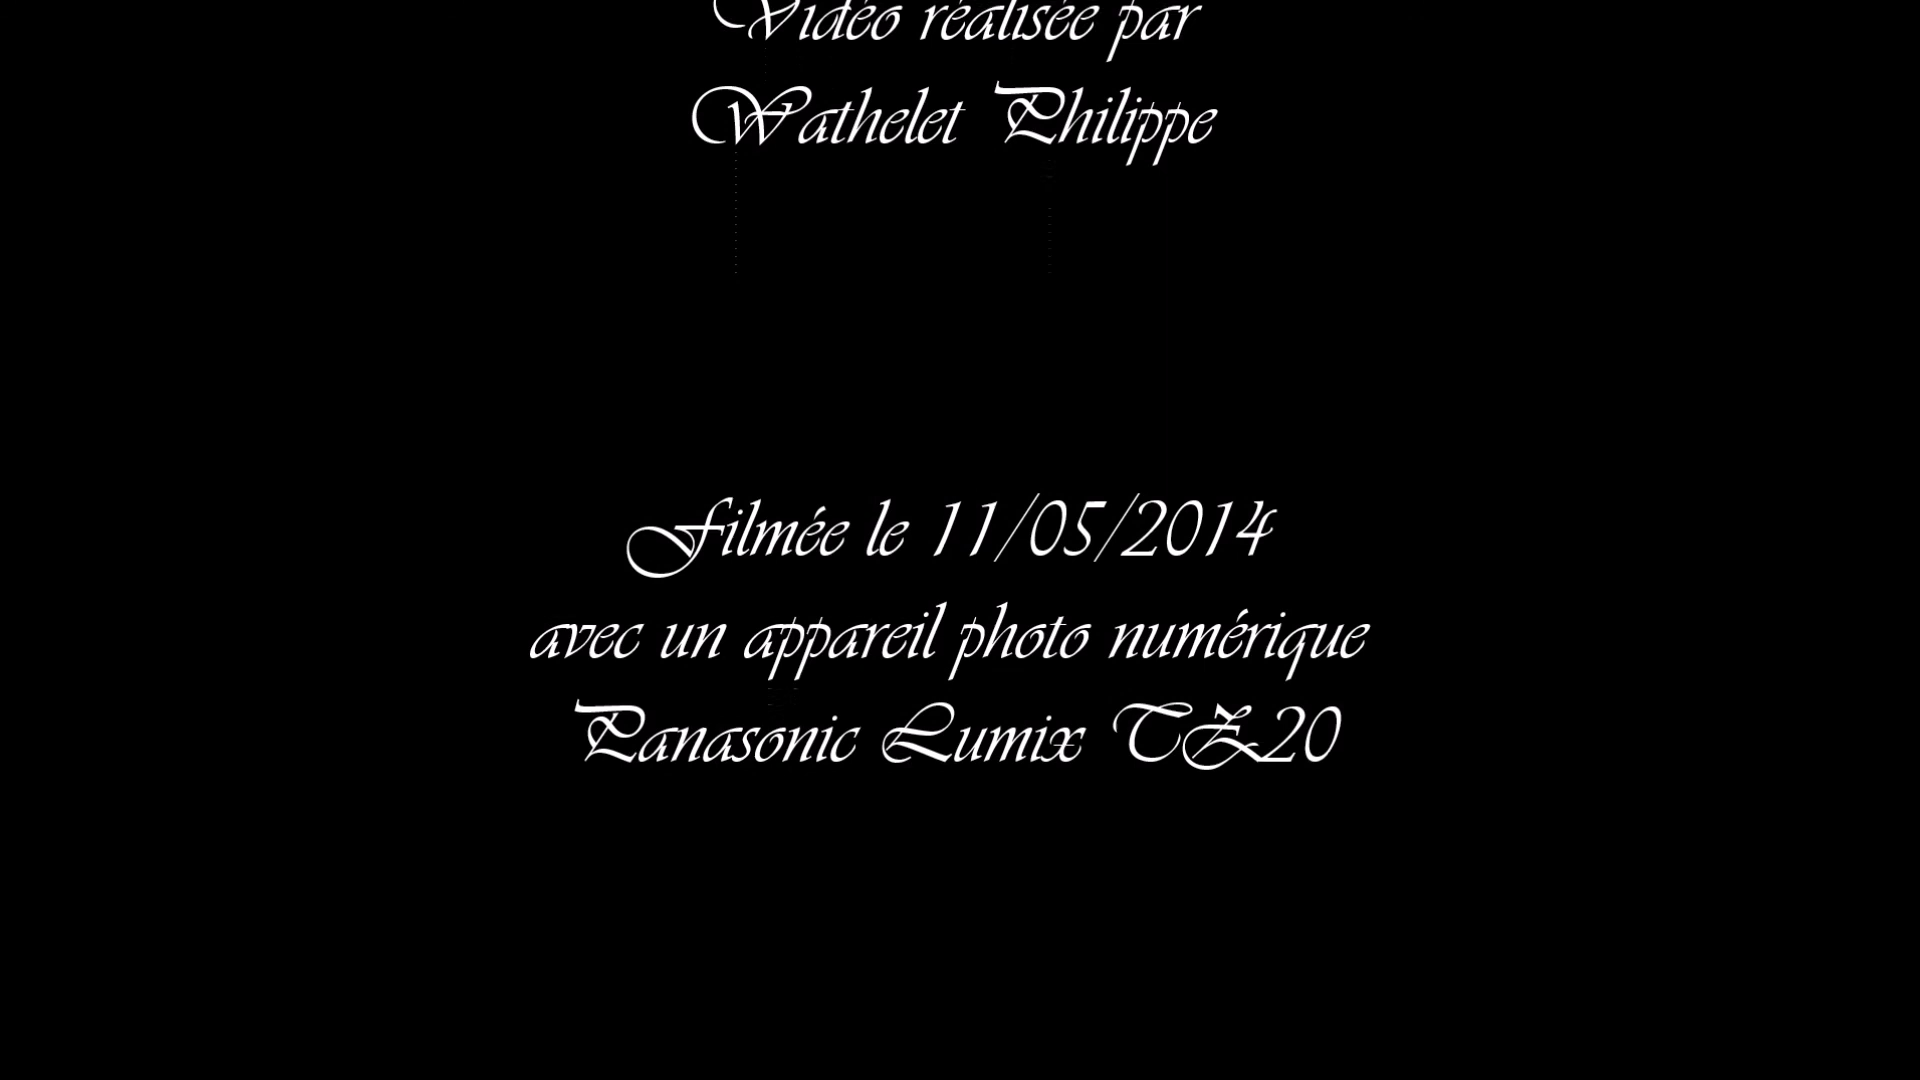 Vidéo réalisée par
Wathelet Philippe
Filmée le 11/05/2014
avec un appareil photo numérique
Panasonic Lumix TZ20